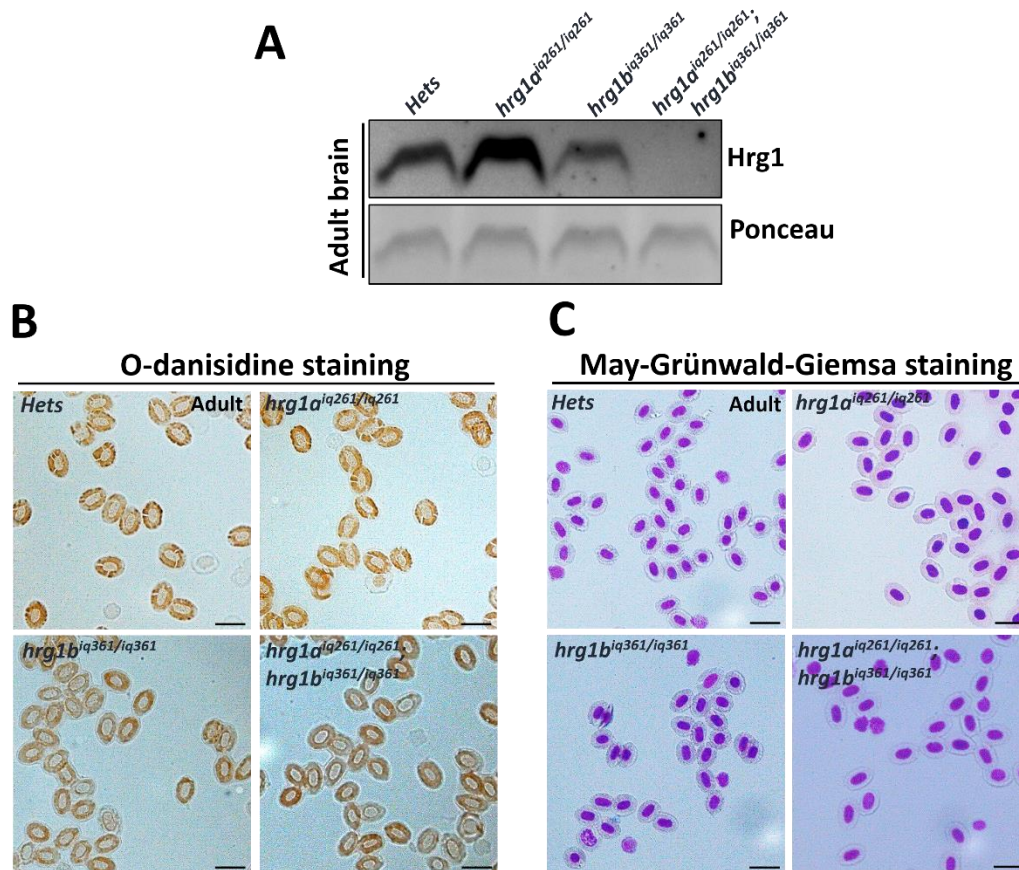 A
Hets
hrg1a^iq261/iq261
hrg1b^iq361/iq361
hrg1a^iq261/iq261;
hrg1b^iq361/iq361
Adult brain
Hrg1
Ponceau
B
O-danisidine staining
Hets
Adult
hrg1a^iq261/iq261
hrg1b^iq361/iq361
hrg1a^iq261/iq261;
hrg1b^iq361/iq361
C
May-Grünwald-Giemsa staining
Hets
Adult
hrg1a^iq261/iq261
hrg1b^iq361/iq361
hrg1a^iq261/iq261;
hrg1b^iq361/iq361